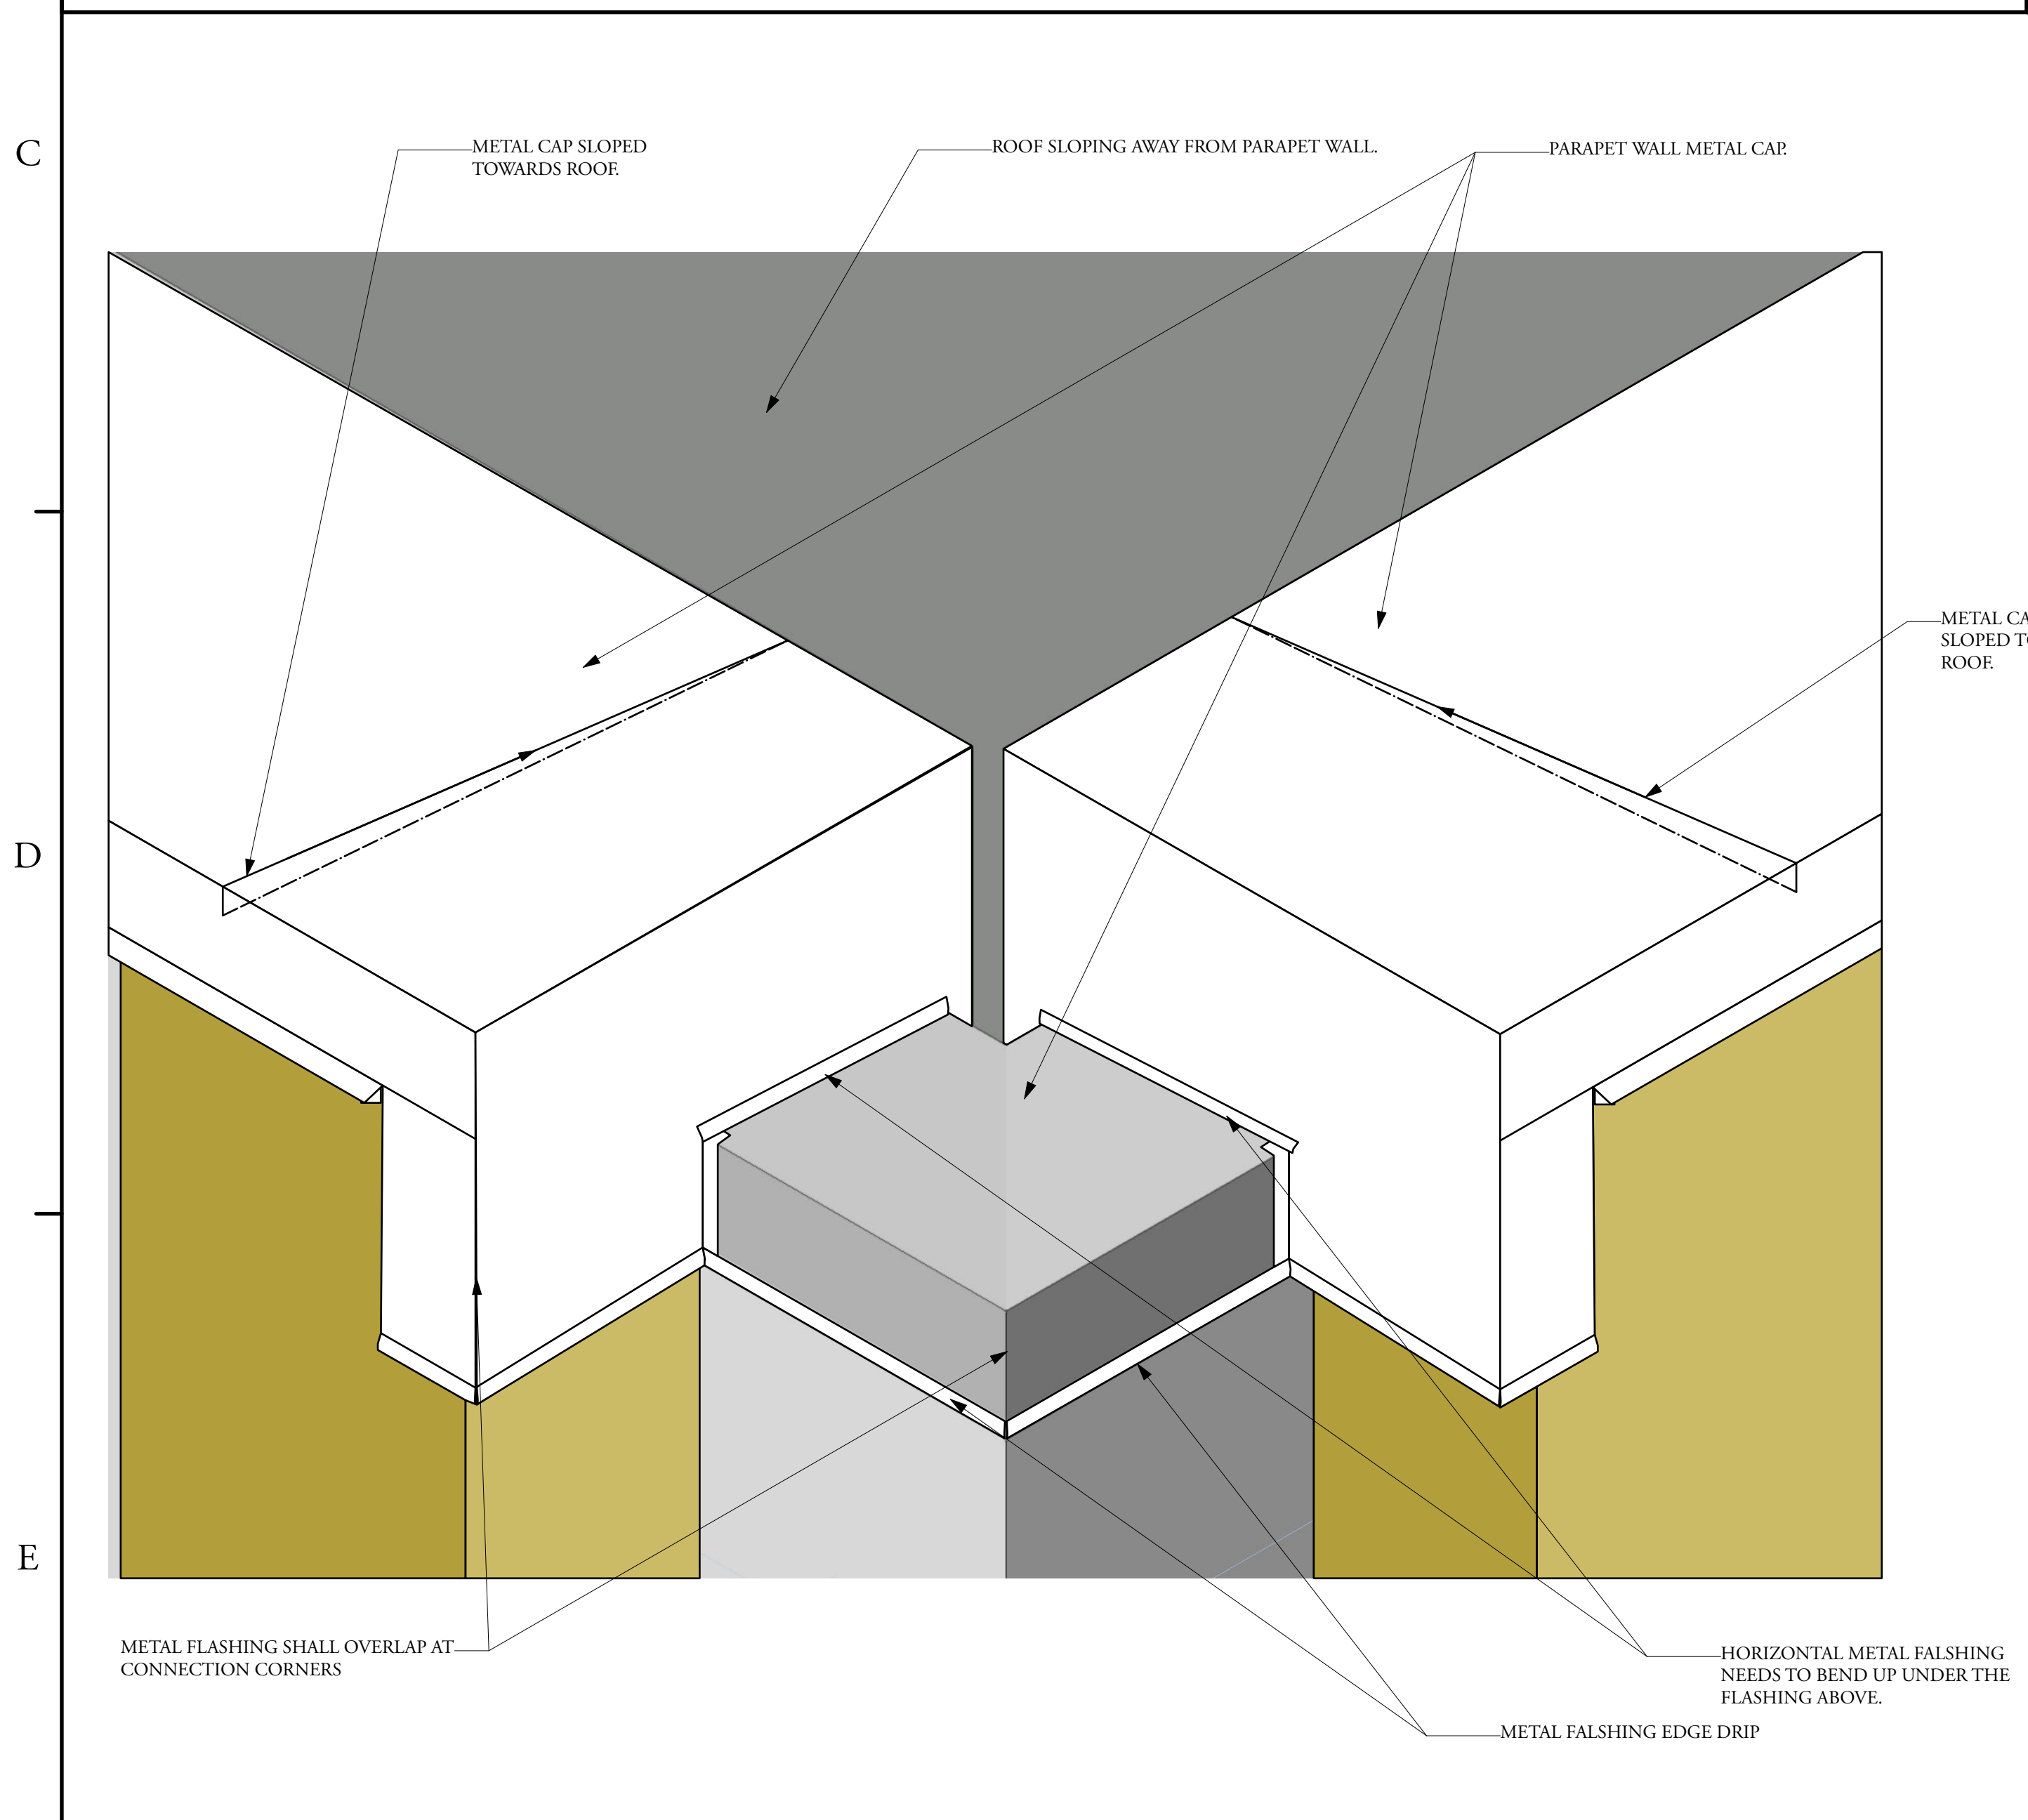 C
METAL CAP SLOPED
TOWARDS ROOF.
ROOF SLOPING AWAY FROM PARAPET WALL.
PARAPET WALL METAL CAP.
METAL CA
SLOPED TO
ROOF.
D
E
METAL FLASHING SHALL OVERLAP AT
CONNECTION CORNERS
HORIZONTAL METAL FALSHING
NEEDS TO BEND UP UNDER THE
FLASHING ABOVE.
METAL FALSHING EDGE DRIP